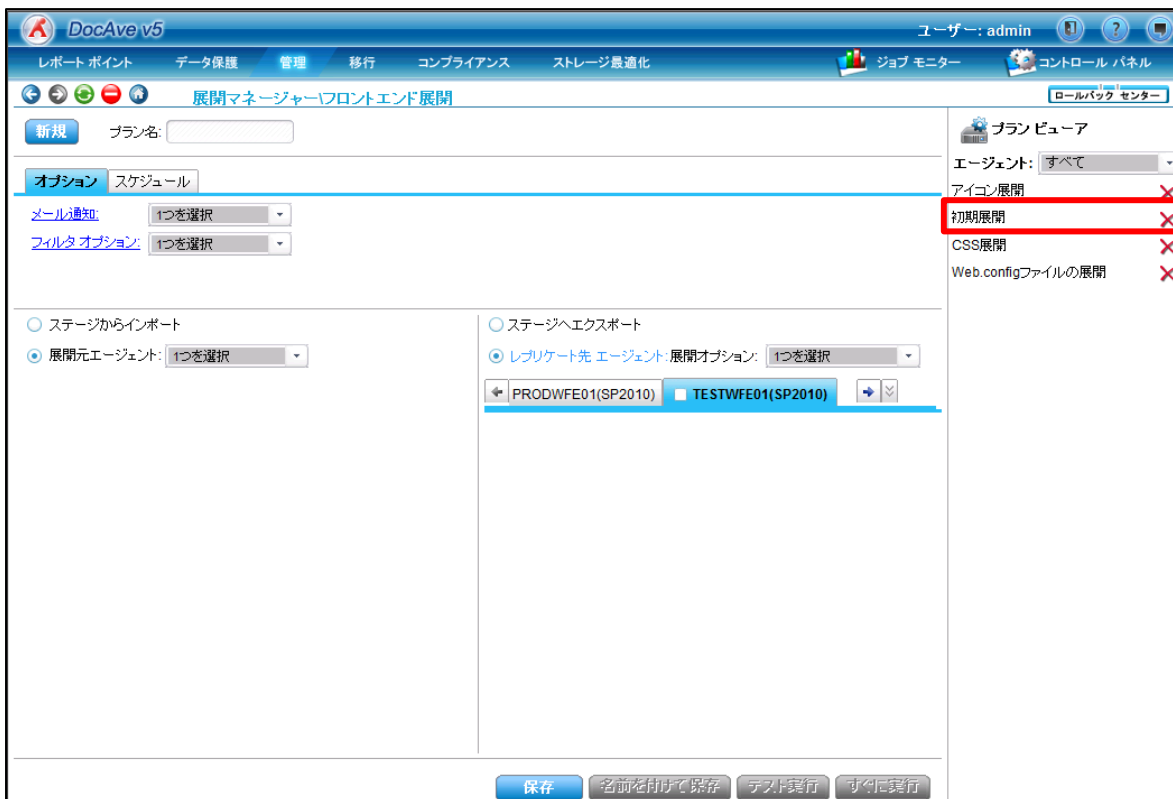 DocAve v5
ユーザー: admin
レポート ポイント データ保護 管理 移行 コンプライアンス ストレージ最適化 ジョブ モニター コントロール パネル
展開マネージャー\フロントエンド展開
ロールバック センター
新規 プラン名:
プラン ビューア
エージェント: すべて
オプション スケジュール
アイコン展開
メール通知: 1つを選択
初期展開
フィルタ オプション: 1つを選択
CSS展開
Web.configファイルの展開
ステージからインポート
ステージへエクスポート
展開元エージェント: 1つを選択
レプリケート先 エージェント:展開オプション: 1つを選択
PRODWFE01(SP2010) TESTWFE01(SP2010)
保存 名前を付けて保存 テスト実行 すぐに実行